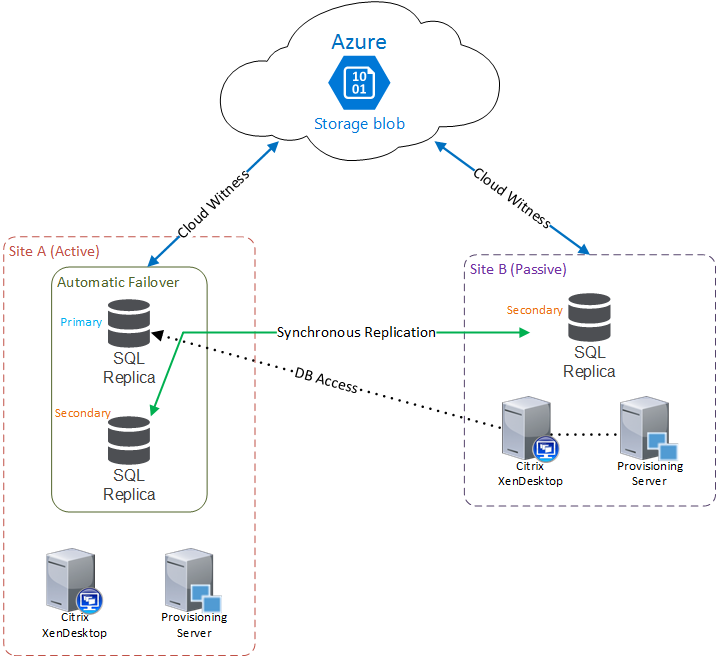 Azure
10
01
Storage blob
Cloud Witness
Cloud Witness
Site A (Active)
Automatic Failover
Primary
SQL
Replica
Secondary
SQL
Replica
Citrix
XenDesktop
Provisioning
Server
Synchronous Replication
DB Access
Site B (Passive)
Secondary
SQL
Replica
Citrix
XenDesktop
Provisioning
Server